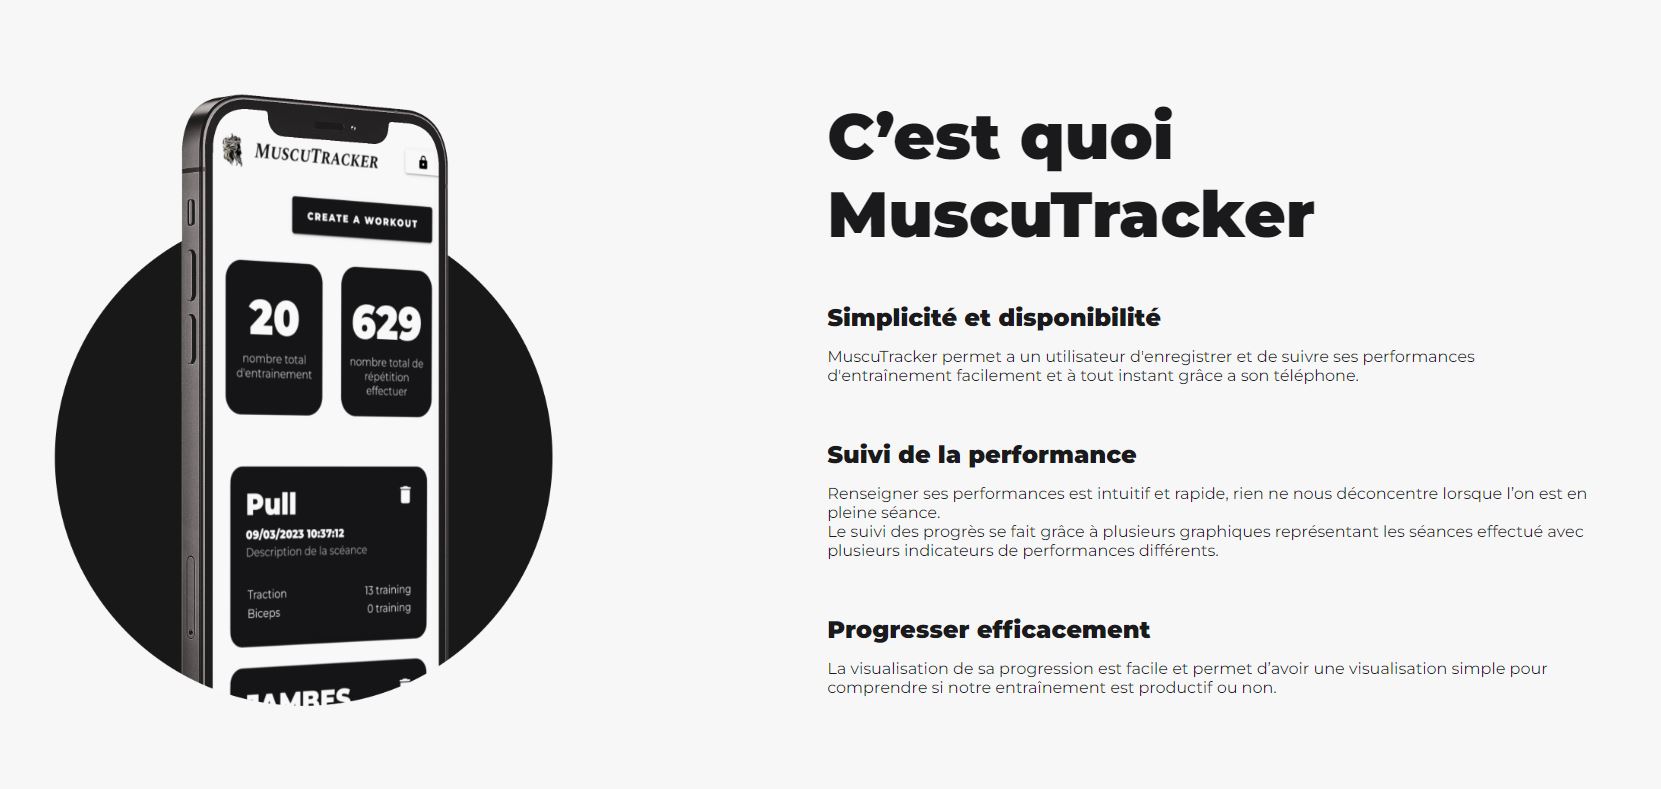 MUSCUTRACKER
CREATE A WORKOUT
20
nombre total
d'entrainement
629
nombre total de
répétition
effectuer
Pull
09/03/2023 10:37:12
Description de la scéance
Traction 13 training
Biceps 0 training
JAMBES
C’est quoi
MuscuTracker
Simplicité et disponibilité
MuscuTracker permet a un utilisateur d'enregistrer et de suivre ses performances
d'entraînement facilement et à tout instant grâce a son téléphone.
Suivi de la performance
Renseigner ses performances est intuitif et rapide, rien ne nous déconcentre lorsque l’on est en
pleine séance.
Le suivi des progrès se fait grâce à plusieurs graphiques représentant les séances effectué avec
plusieurs indicateurs de performances différents.
Progresser efficacement
La visualisation de sa progression est facile et permet d’avoir une visualisation simple pour
comprendre si notre entraînement est productif ou non.